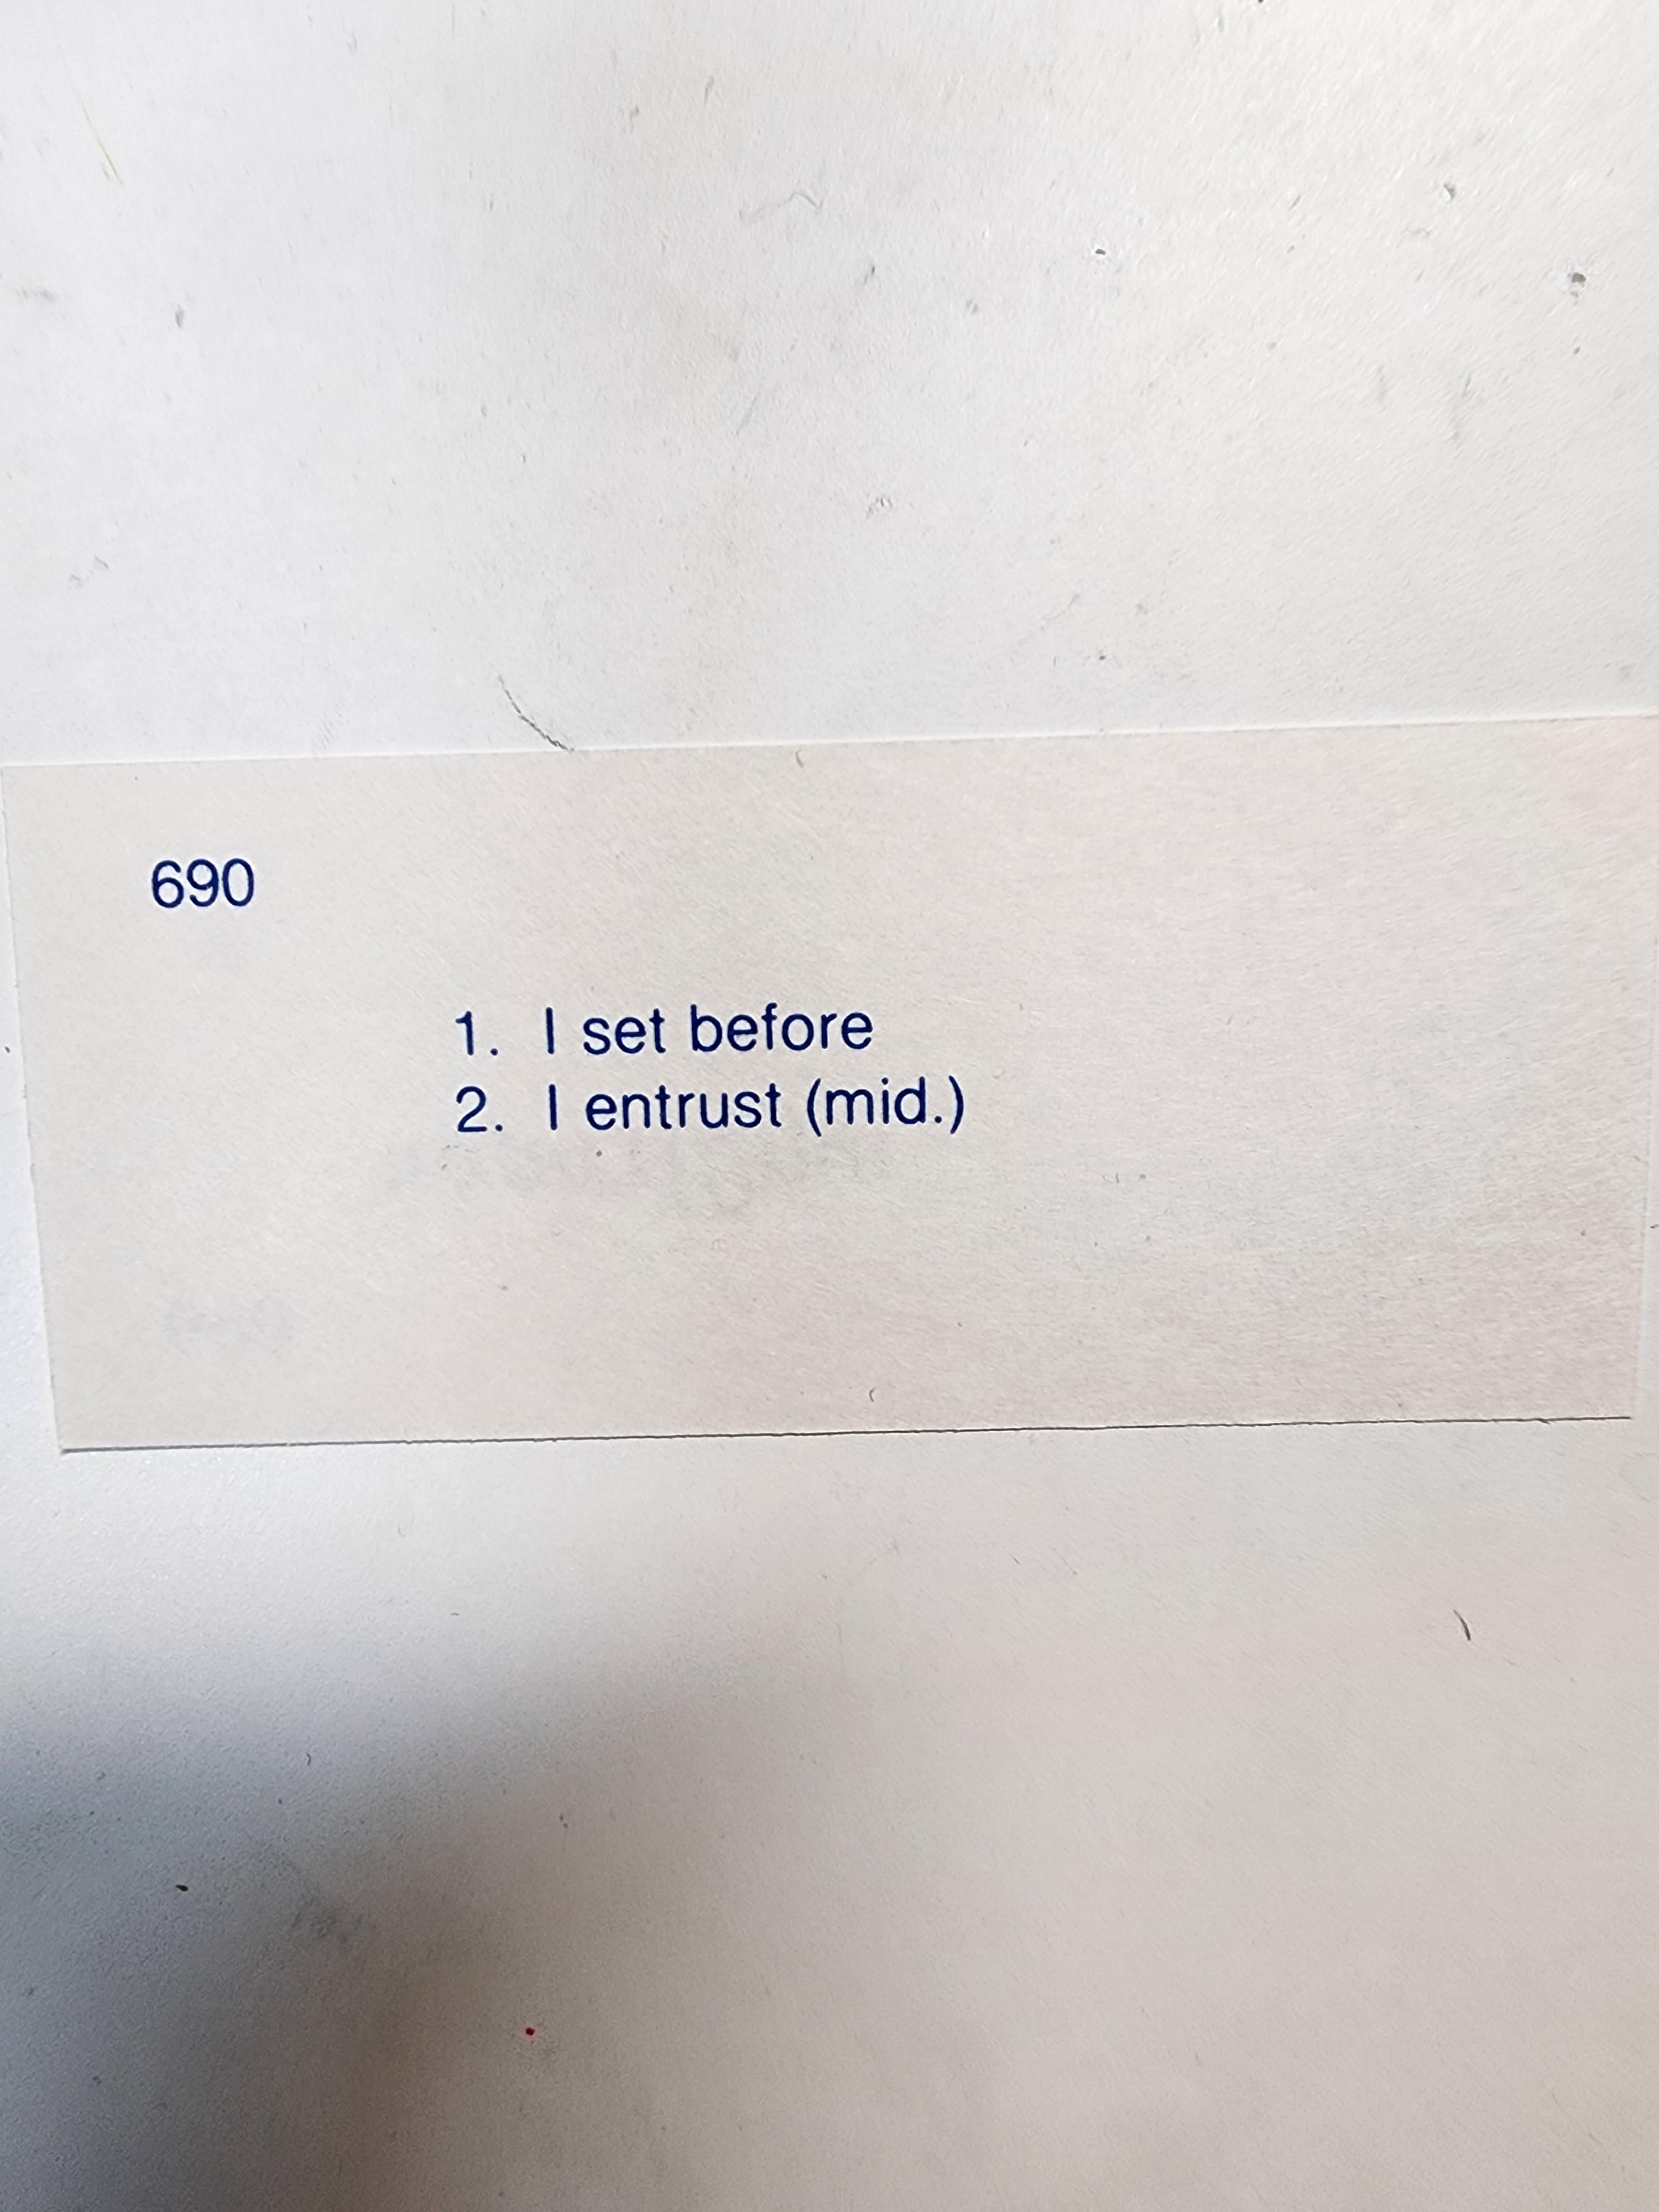 690
1. I set before
2. I entrust (mid.)